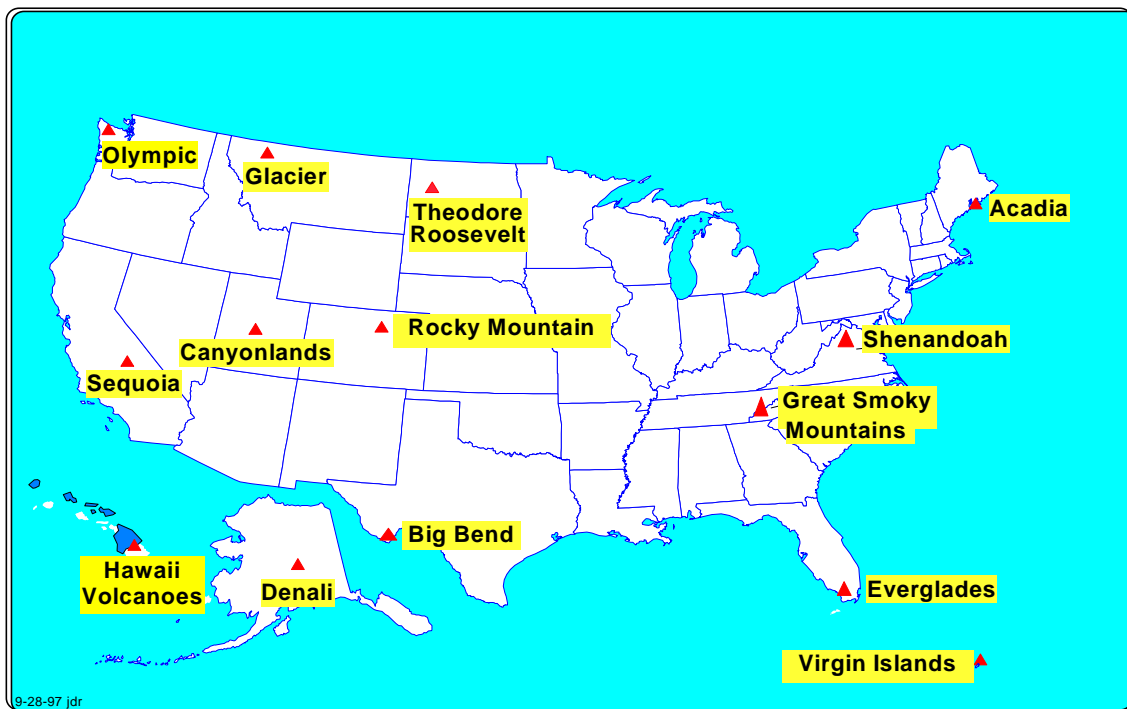 Olympic
Glacier
Theodore
Roosevelt
Acadia
Rocky Mountain
Canyonlands
Shenandoah
Sequoia
Great Smoky
Mountains
Big Bend
Hawaii
Volcanoes
Denali
Everglades
Virgin Islands
9-28-97 jdr